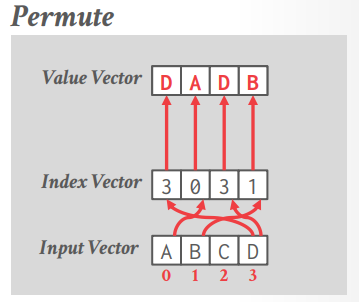 Permute
Value Vector D A D B
Index Vector 3 0 3 1
Input Vector A B C D
0 1 2 3